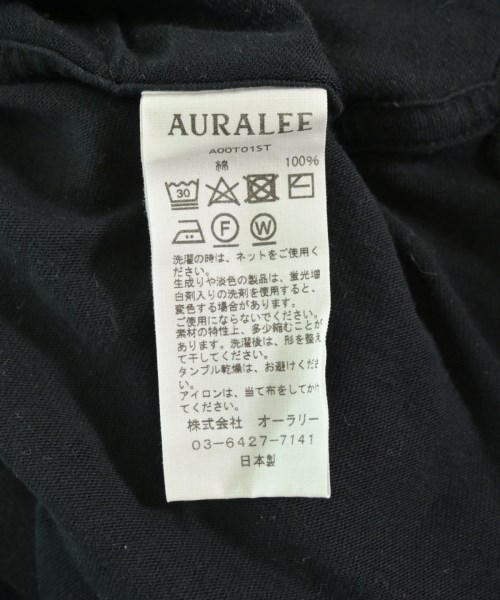 AURALEE
A00T01ST
綿 100%
30
F W
洗濯の時は、ネットをご使用く
ださい。
生成りや淡色の製品は、蛍光増
白剤入りの洗剤を使用すると、
変色する場合があります。
ご使用にならないでください。
素材の特性上、多少縮むことが
あります。洗濯後は、形を整え
て干してください。
タンブル乾燥は、お避けくださ
い。
アイロンは、当て布をしてかけ
てください。
株式会社 オーラリー
03-6427-7141
日本製